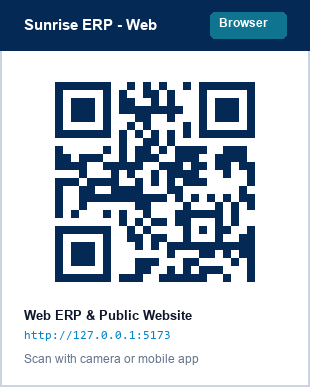 Sunrise ERP - Web
Browser
Web ERP & Public Website
http://127.0.0.1:5173
Scan with camera or mobile app